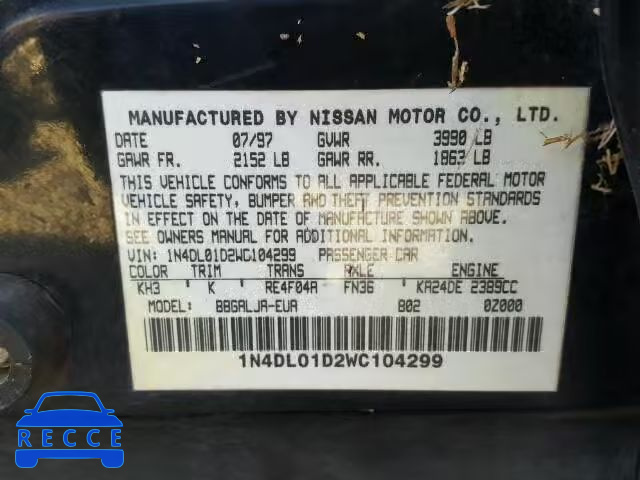 MANUFACTURED BY NISSAN MOTOR CO., LTD.
DATE 07/97 GVWR 3990 LB
GAWR FR. 2152 LB GAWR RR. 1863 LB
THIS VEHICLE CONFORMS TO ALL APPLICABLE FEDERAL MOTOR
VEHICLE SAFETY, BUMPER AND THEFT PREVENTION STANDARDS
IN EFFECT ON THE DATE OF MANUFACTURE SHOWN ABOVE.
SEE OWNERS MANUAL FOR ADDITIONAL INFORMATION.
VIN: 1N4DL01D2WC104299 PASSENGER CAR
COLOR TRIM TRANS AXLE ENGINE
KH3 K RE4F04A FN36 KA24DE 2389CC
MODEL: BBGALJA-EUA B02 0Z000
1N4DL01D2WC104299